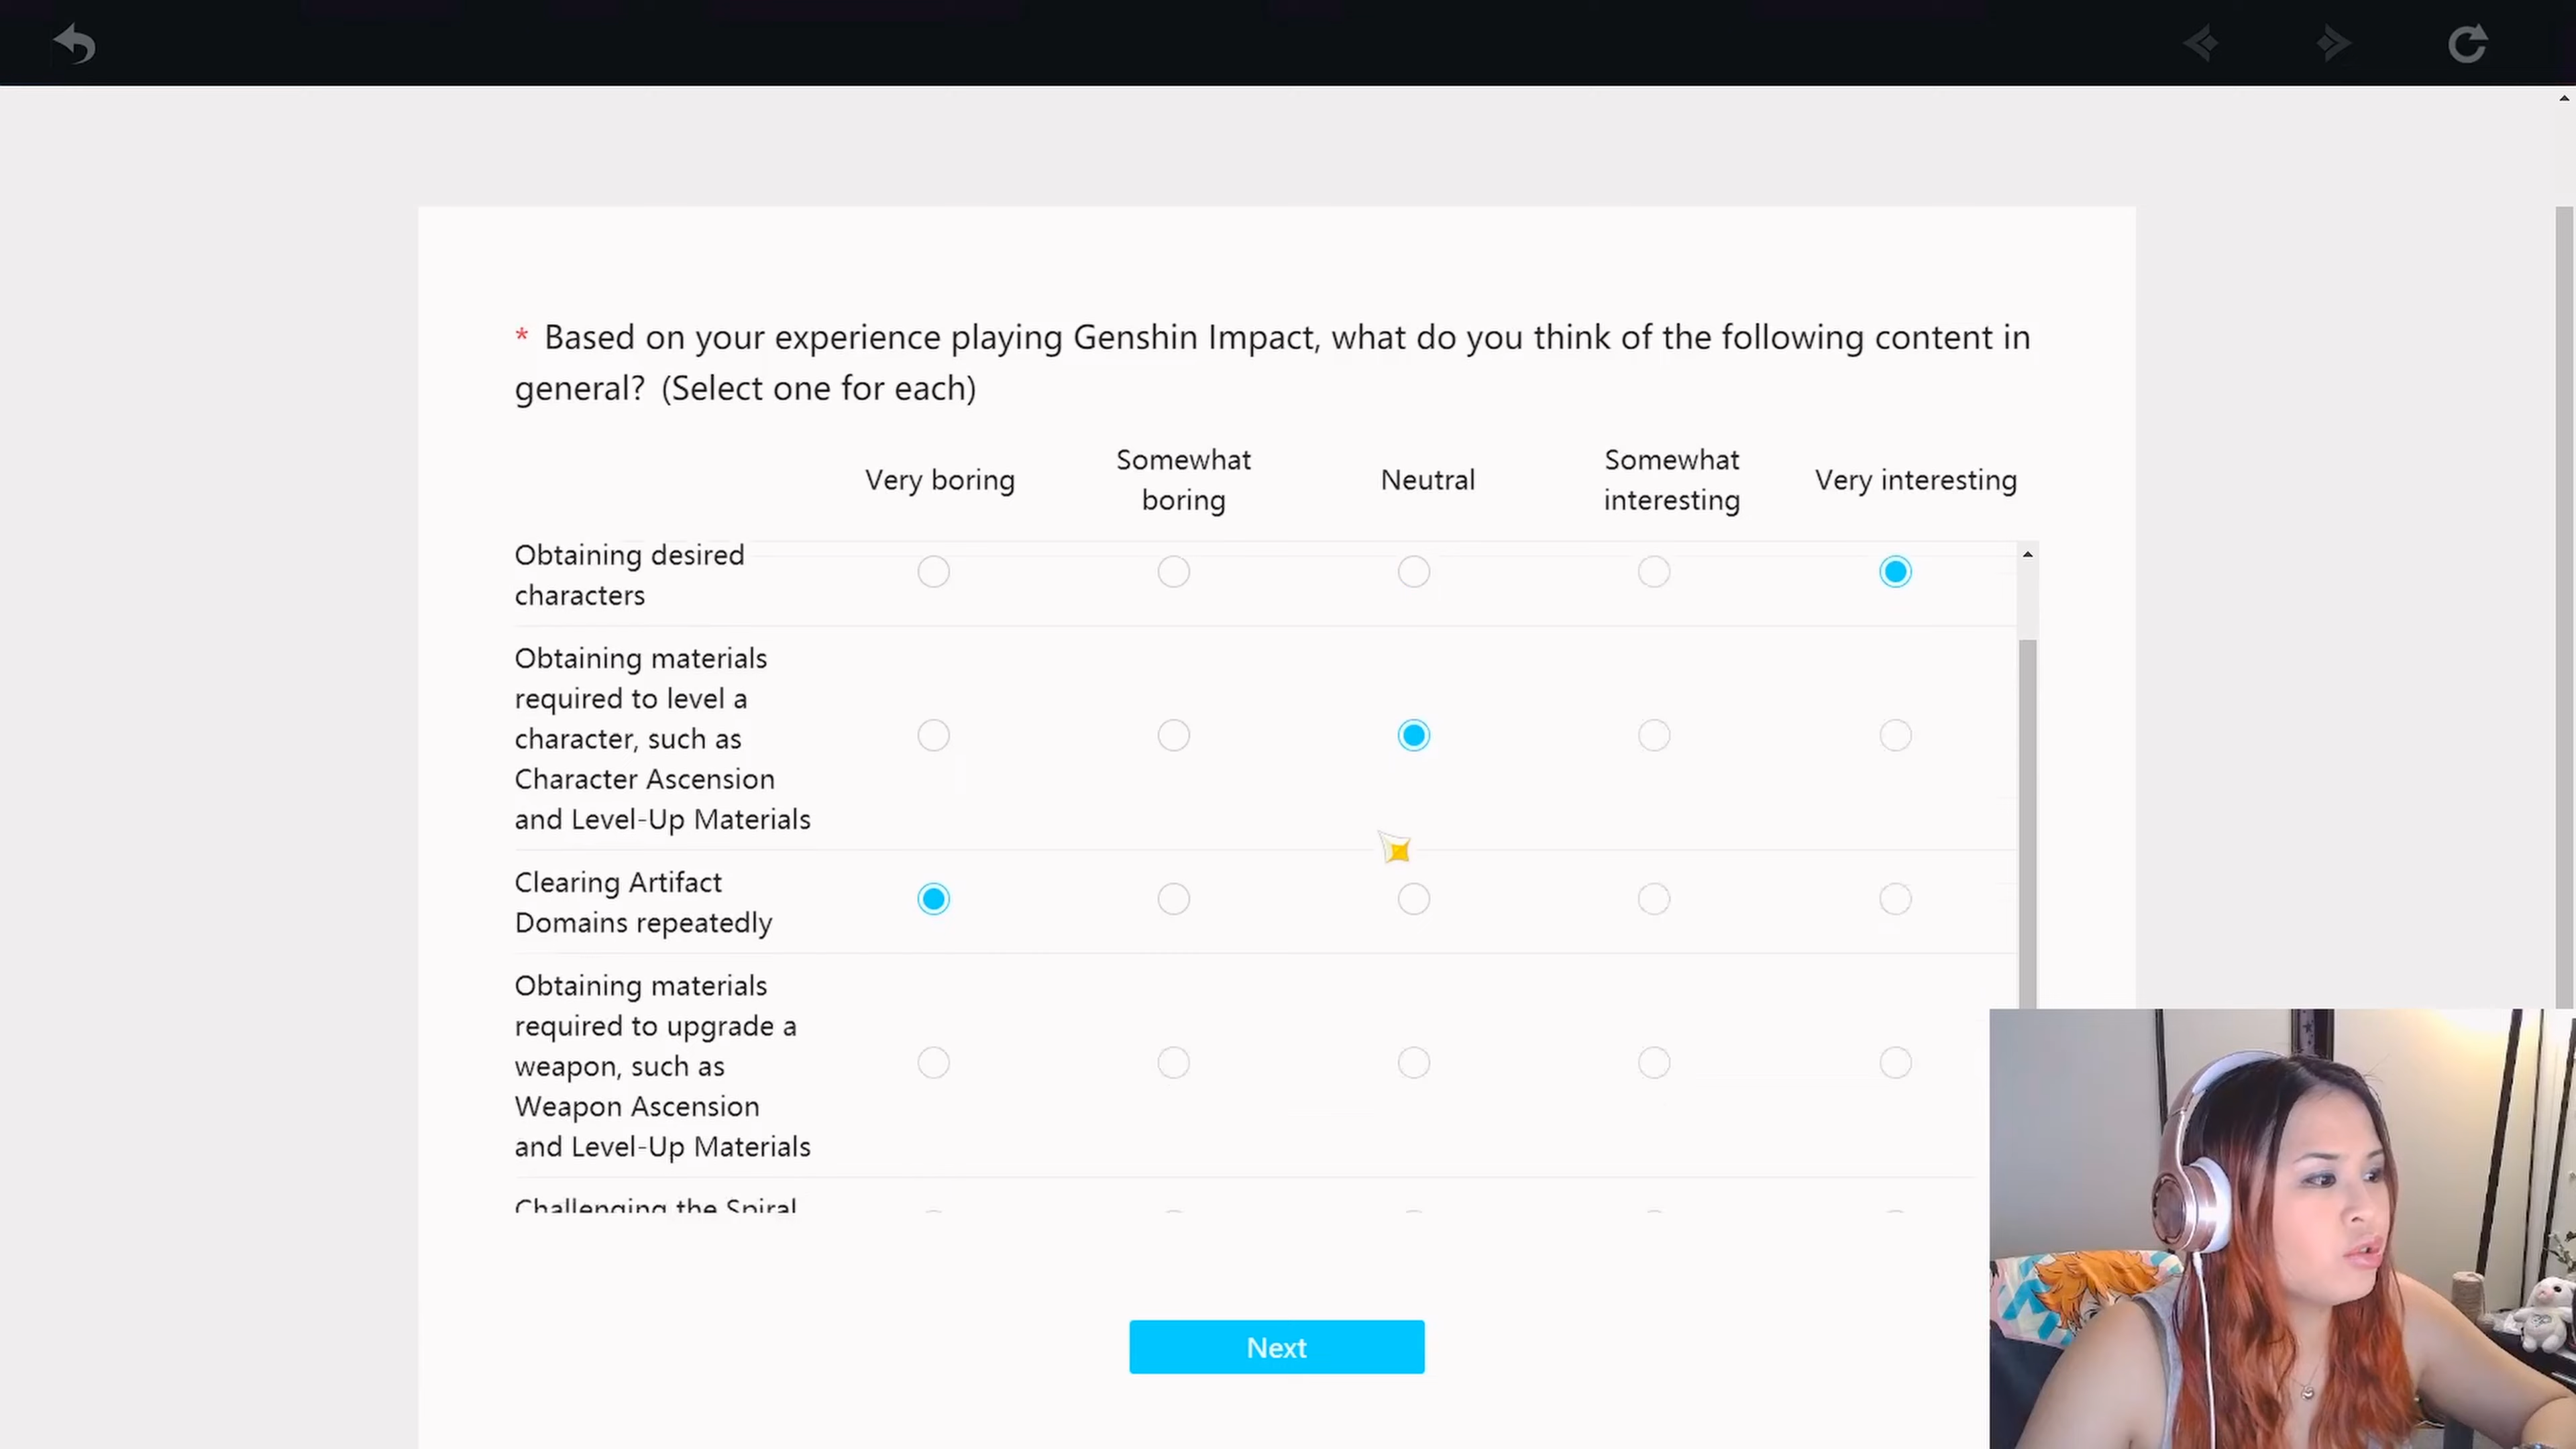 * Based on your experience playing Genshin Impact, what do you think of the following content in
general? (Select one for each)
Very boring
Somewhat
boring
Neutral
Somewhat
interesting
Very interesting
Obtaining desired
characters
Obtaining materials
required to level a
character, such as
Character Ascension
and Level-Up Materials
Clearing Artifact
Domains repeatedly
Obtaining materials
required to upgrade a
weapon, such as
Weapon Ascension
and Level-Up Materials
Challenging the Spiral
Next